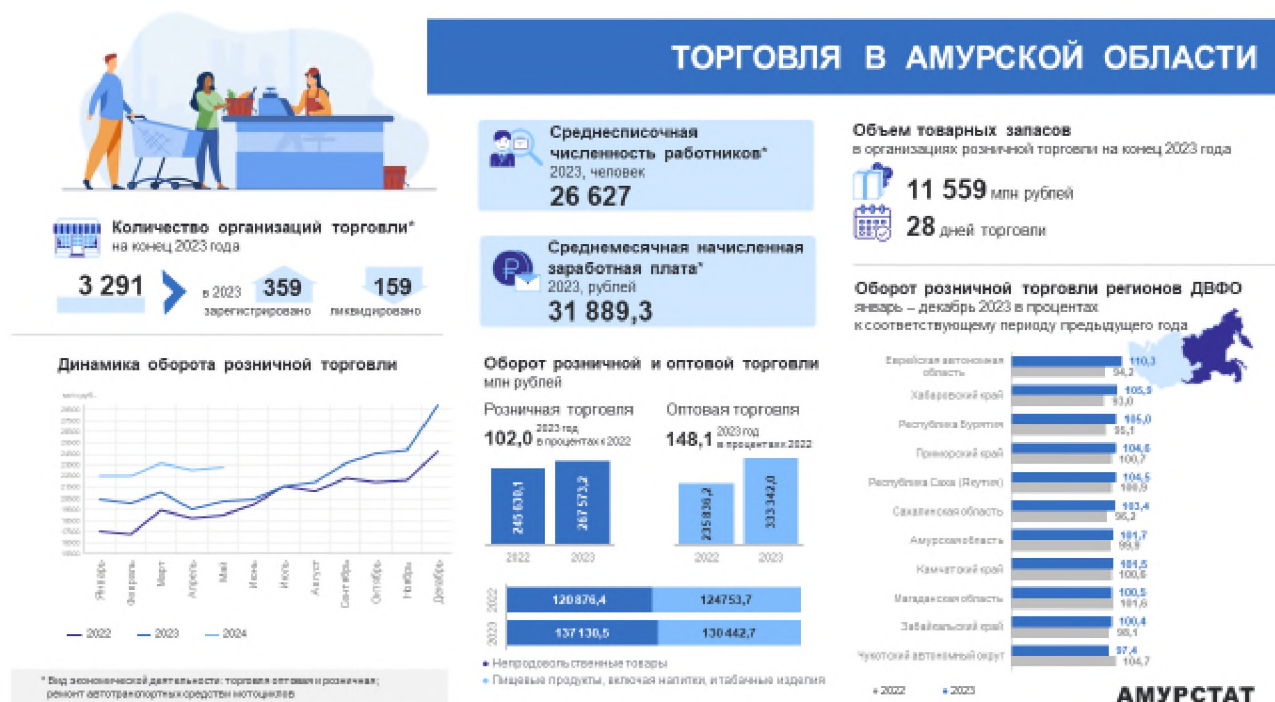 ТОРГОВЛЯ В АМУРСКОЙ ОБЛАСТИ
Количество организаций торговли*
на конец 2023 года
3 291
в 2023
359
зарегистрировано
159
ликвидировано
Среднесписочная
численность работников*
2023, человек
26 627
Среднемесячная начисленная
заработная плата*
2023, рублей
31 889,3
Объем товарных запасов
в организациях розничной торговли на конец 2023 года
11 559 млн рублей
28 дней торговли
Динамика оборота розничной торговли
Январь
Февраль
Март
Апрель
Май
Июнь
Июль
Август
Сентябрь
Октябрь
Ноябрь
Декабрь
2022
2023
2024
* Вид экономической деятельности: торговля оптовая и розничная;
ремонт автотранспортных средств и мотоциклов
Оборот розничной и оптовой торговли
млн рублей
Розничная торговля
102,0 2023 год
в процентах к 2022
245 630,1
267 573,2
2022
2023
Оптовая торговля
148,1 2023 год
в процентах к 2022
235 836,2
333 342,0
2022
2023
2022
120 876,4
124753,7
2023
137 130,5
130 442,7
Непродовольственные товары
Пищевые продукты, включая напитки, и табачные изделия
Оборот розничной торговли регионов ДВФО
январь – декабрь 2023 в процентах
к соответствующему периоду предыдущего года
Еврейская автономная
область
110,3
94,2
Хабаровский край
105,9
93,0
Республика Бурятия
105,0
95,1
Приморский край
104,6
100,7
Республика Саха (Якутия)
104,5
100,9
Сахалинская область
103,4
96,2
Амурская область
101,7
99,9
Камчатский край
101,5
100,6
Магаданская область
100,5
101,6
Забайкальский край
100,4
98,1
Чукотский автономный округ
97,4
104,7
2022
2023
АМУРСТАТ